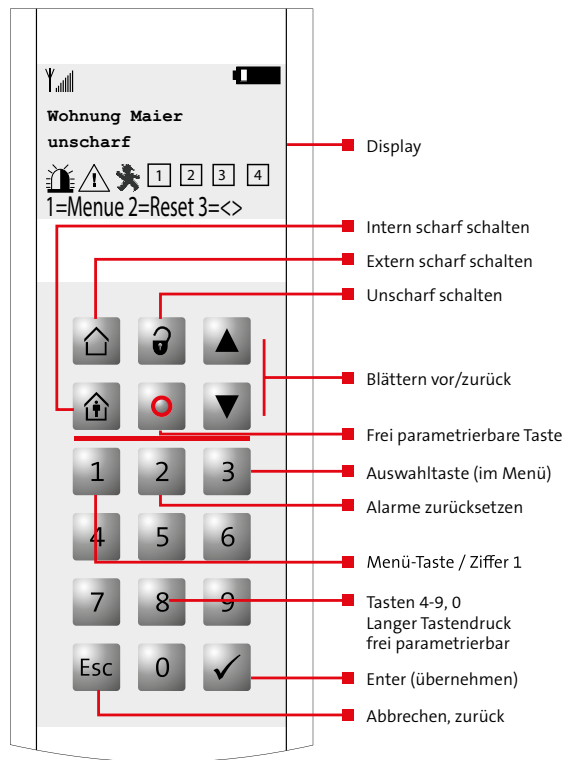 Wohnung Maier
unscharf
1 2 3 4
1=Menue 2=Reset 3=<>
Display
Intern scharf schalten
Extern scharf schalten
Unscharf schalten
Blättern vor/zurück
Frei parametrierbare Taste
1 2 3
Auswahltaste (im Menü)
Alarme zurücksetzen
4 5 6
Menü-Taste / Ziffer 1
7 8 9
Tasten 4-9, 0
Langer Tastendruck
frei parametrierbar
Esc 0
Enter (übernehmen)
Abbrechen, zurück